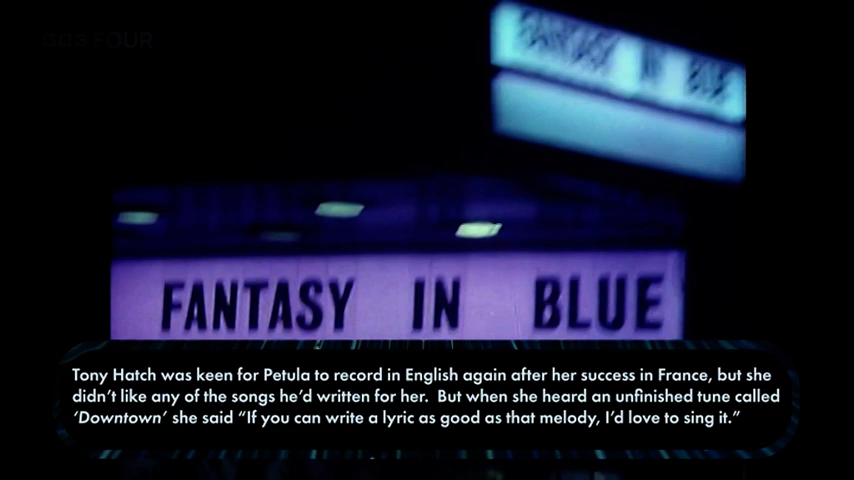 FANTASY IN BLUE
FANTASY IN BLUE
Tony Hatch was keen for Petula to record in English again after her success in France, but she
didn’t like any of the songs he’d written for her.  But when she heard an unfinished tune called
‘Downtown’ she said “If you can write a lyric as good as that melody, I’d love to sing it.”